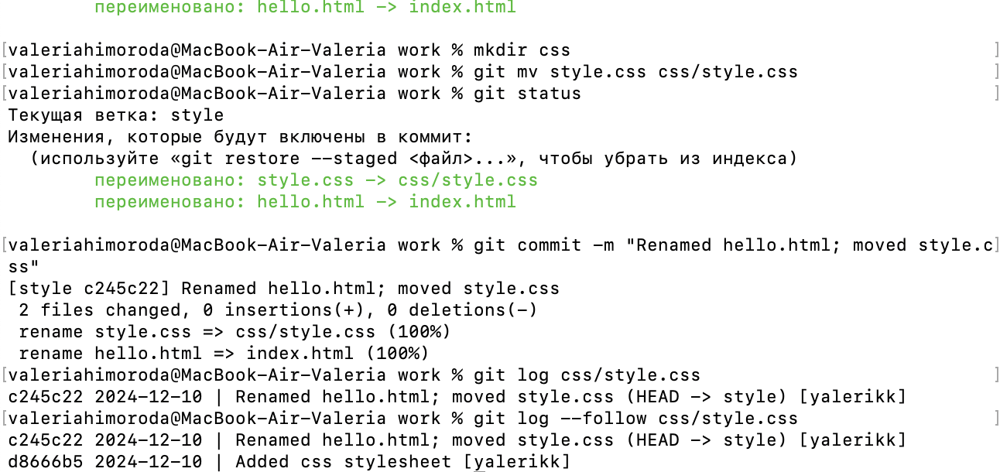 переименовано: hello.html -> index.html
[valeriahimoroda@MacBook-Air-Valeria work % mkdir css ]
[valeriahimoroda@MacBook-Air-Valeria work % git mv style.css css/style.css ]
[valeriahimoroda@MacBook-Air-Valeria work % git status ]
Текущая ветка: style
Изменения, которые будут включены в коммит:
(используйте «git restore --staged <файл>...», чтобы убрать из индекса)
переименовано: style.css -> css/style.css
переименовано: hello.html -> index.html
[valeriahimoroda@MacBook-Air-Valeria work % git commit -m "Renamed hello.html; moved style.c]
ss"
[style c245c22] Renamed hello.html; moved style.css
2 files changed, 0 insertions(+), 0 deletions(-)
rename style.css => css/style.css (100%)
rename hello.html => index.html (100%)
[valeriahimoroda@MacBook-Air-Valeria work % git log css/style.css ]
c245c22 2024-12-10 | Renamed hello.html; moved style.css (HEAD -> style) [yalerikk]
[valeriahimoroda@MacBook-Air-Valeria work % git log --follow css/style.css ]
c245c22 2024-12-10 | Renamed hello.html; moved style.css (HEAD -> style) [yalerikk]
d8666b5 2024-12-10 | Added css stylesheet [yalerikk]